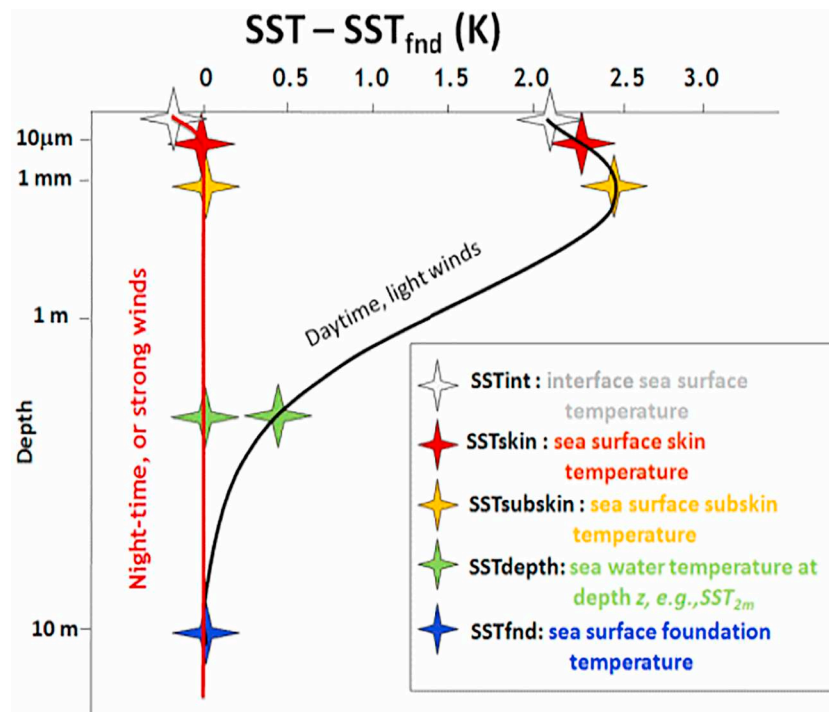 SST – SSTfnd (K)
0 0.5 1.0 1.5 2.0 2.5 3.0
10µm
1 mm
1 m
10 m
Depth
Night-time, or strong winds
Daytime, light winds
SSTint : interface sea surface
temperature
SSTskin : sea surface skin
temperature
SSTsubskin : sea surface subskin
temperature
SSTdepth: sea water temperature at
depth z, e.g.,SST2m
SSTfnd: sea surface foundation
temperature